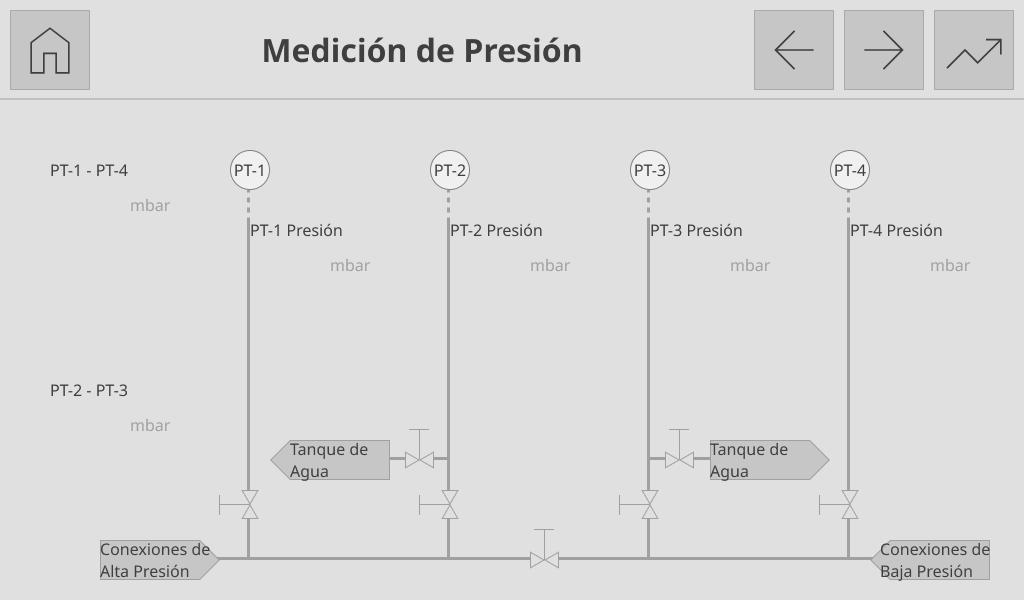 Medición de Presión
PT-1 - PT-4
PT-1
PT-2
PT-3
PT-4
mbar
PT-1 Presión
PT-2 Presión
PT-3 Presión
PT-4 Presión
mbar
mbar
mbar
mbar
PT-2 - PT-3
mbar
Tanque de
Agua
Tanque de
Agua
Conexiones de
Alta Presión
Conexiones de
Baja Presión